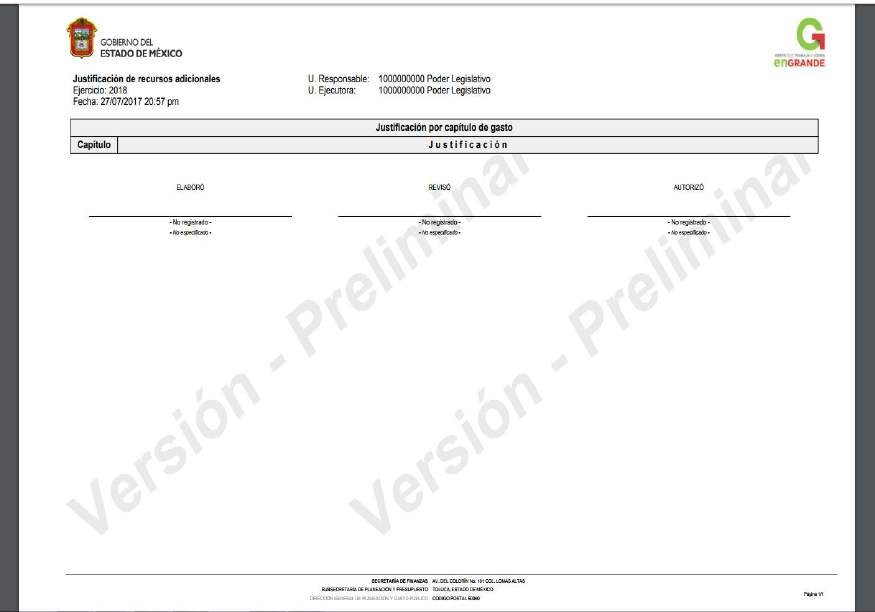 GOBIERNO DEL
ESTADO DE MÉXICO
enGRANDE
Justificación de recursos adicionales
Ejercicio: 2018
Fecha: 27/07/2017 20:57 pm
U. Responsable: 1000000000 Poder Legislativo
U. Ejecutora: 1000000000 Poder Legislativo
Justificación por capítulo de gasto
Capítulo Justificación
ELABORÓ REVISÓ AUTORIZÓ
- No registrado - - No registrado - - No registrado -
- No especificado - - No especificado - - No especificado -
Versión - Preliminar
Versión - Preliminar
SECRETARÍA DE FINANZAS AV. DEL COLORÍN No. 101 COL. LOMAS ALTAS
SUBSECRETARÍA DE PLANEACIÓN Y PRESUPUESTO TOLUCA, ESTADO DE MÉXICO
DIRECCIÓN GENERAL DE PLANEACIÓN Y GASTO PÚBLICO CODIGO POSTAL
Página 1/1